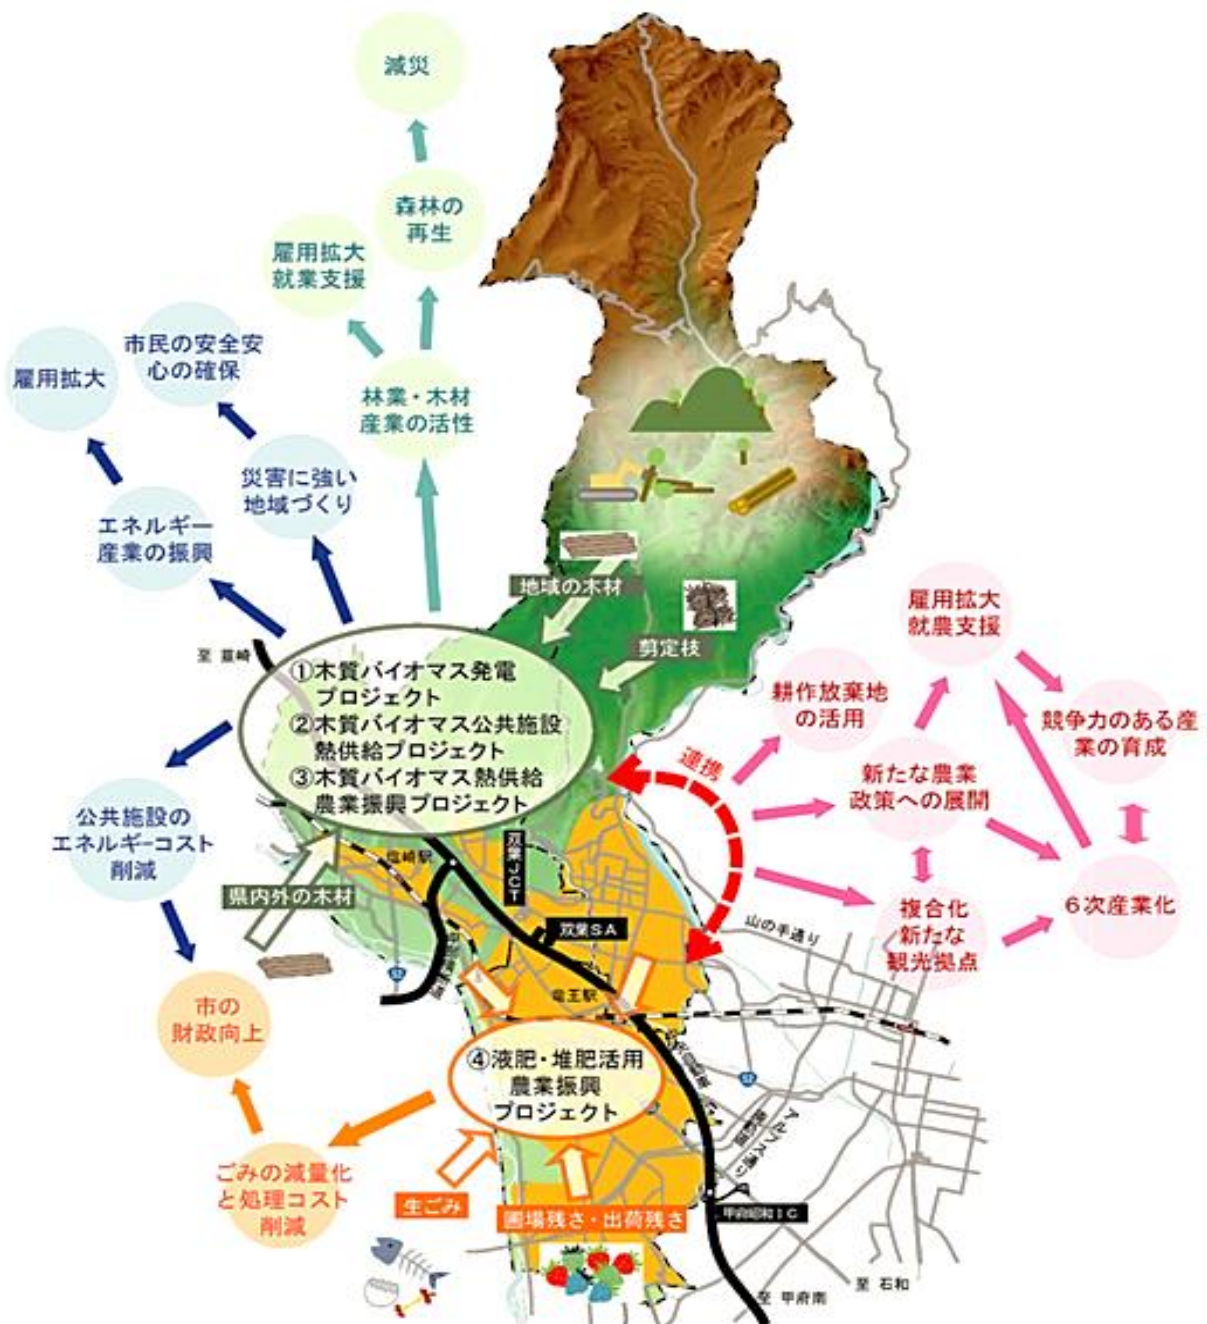 減災
森林の
再生
雇用拡大
就業支援
市民の安全安
心の確保
雇用拡大
林業・木材
産業の活性
災害に強い
地域づくり
エネルギー
産業の振興
地域の木材
剪定枝
至 韮崎
①木質バイオマス発電
プロジェクト
②木質バイオマス公共施設
熱供給プロジェクト
③木質バイオマス熱供給
農業振興プロジェクト
連携
雇用拡大
就農支援
耕作放棄地
の活用
競争力のある産
業の育成
新たな農業
政策への展開
複合化
新たな
観光拠点
6次産業化
公共施設の
エネルギーコスト
削減
県内外の木材
塩崎駅
双葉JCT
双葉SA
山の手通り
52
竜王駅
市の
財政向上
④液肥・堆肥活用
農業振興
プロジェクト
52
アルプス通り
ごみの減量化
と処理コスト
削減
生ごみ
圃場残さ・出荷残さ
甲府昭和IC
至 石和
至 甲府南